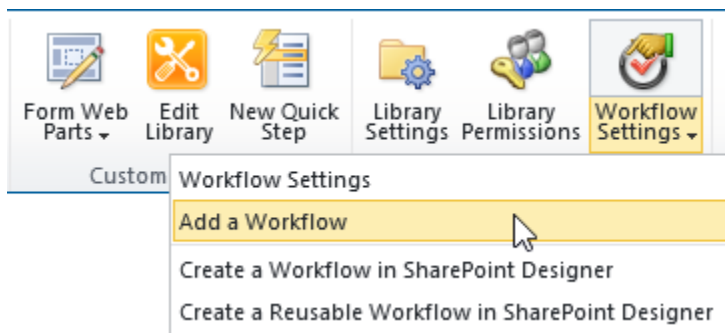 Form Web
Parts
Edit
Library
New Quick
Step
Library
Settings
Library
Permissions
Workflow
Settings
Custom
Workflow Settings
Add a Workflow
Create a Workflow in SharePoint Designer
Create a Reusable Workflow in SharePoint Designer